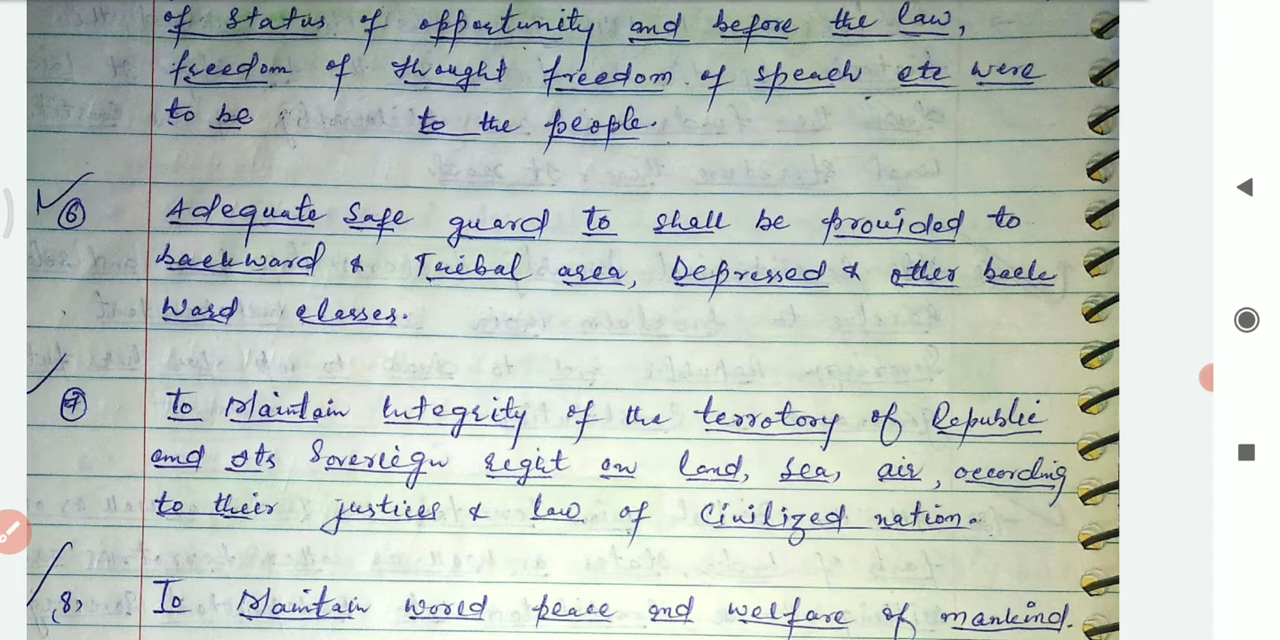 of status of opportunity and before the law,
freedom of thought freedom of speach etc were
to be to the people.
6 Adequate safe guard to shall be provided to
backward & Tribal area, Depressed & other back
ward classes.
7 To Maintain Integrity of the terrotory of Republic
and its Sovereign right on land, sea, air, according
to their justices & law of Civilized nation.
(8) To Maintain world peace and welfare of mankind.